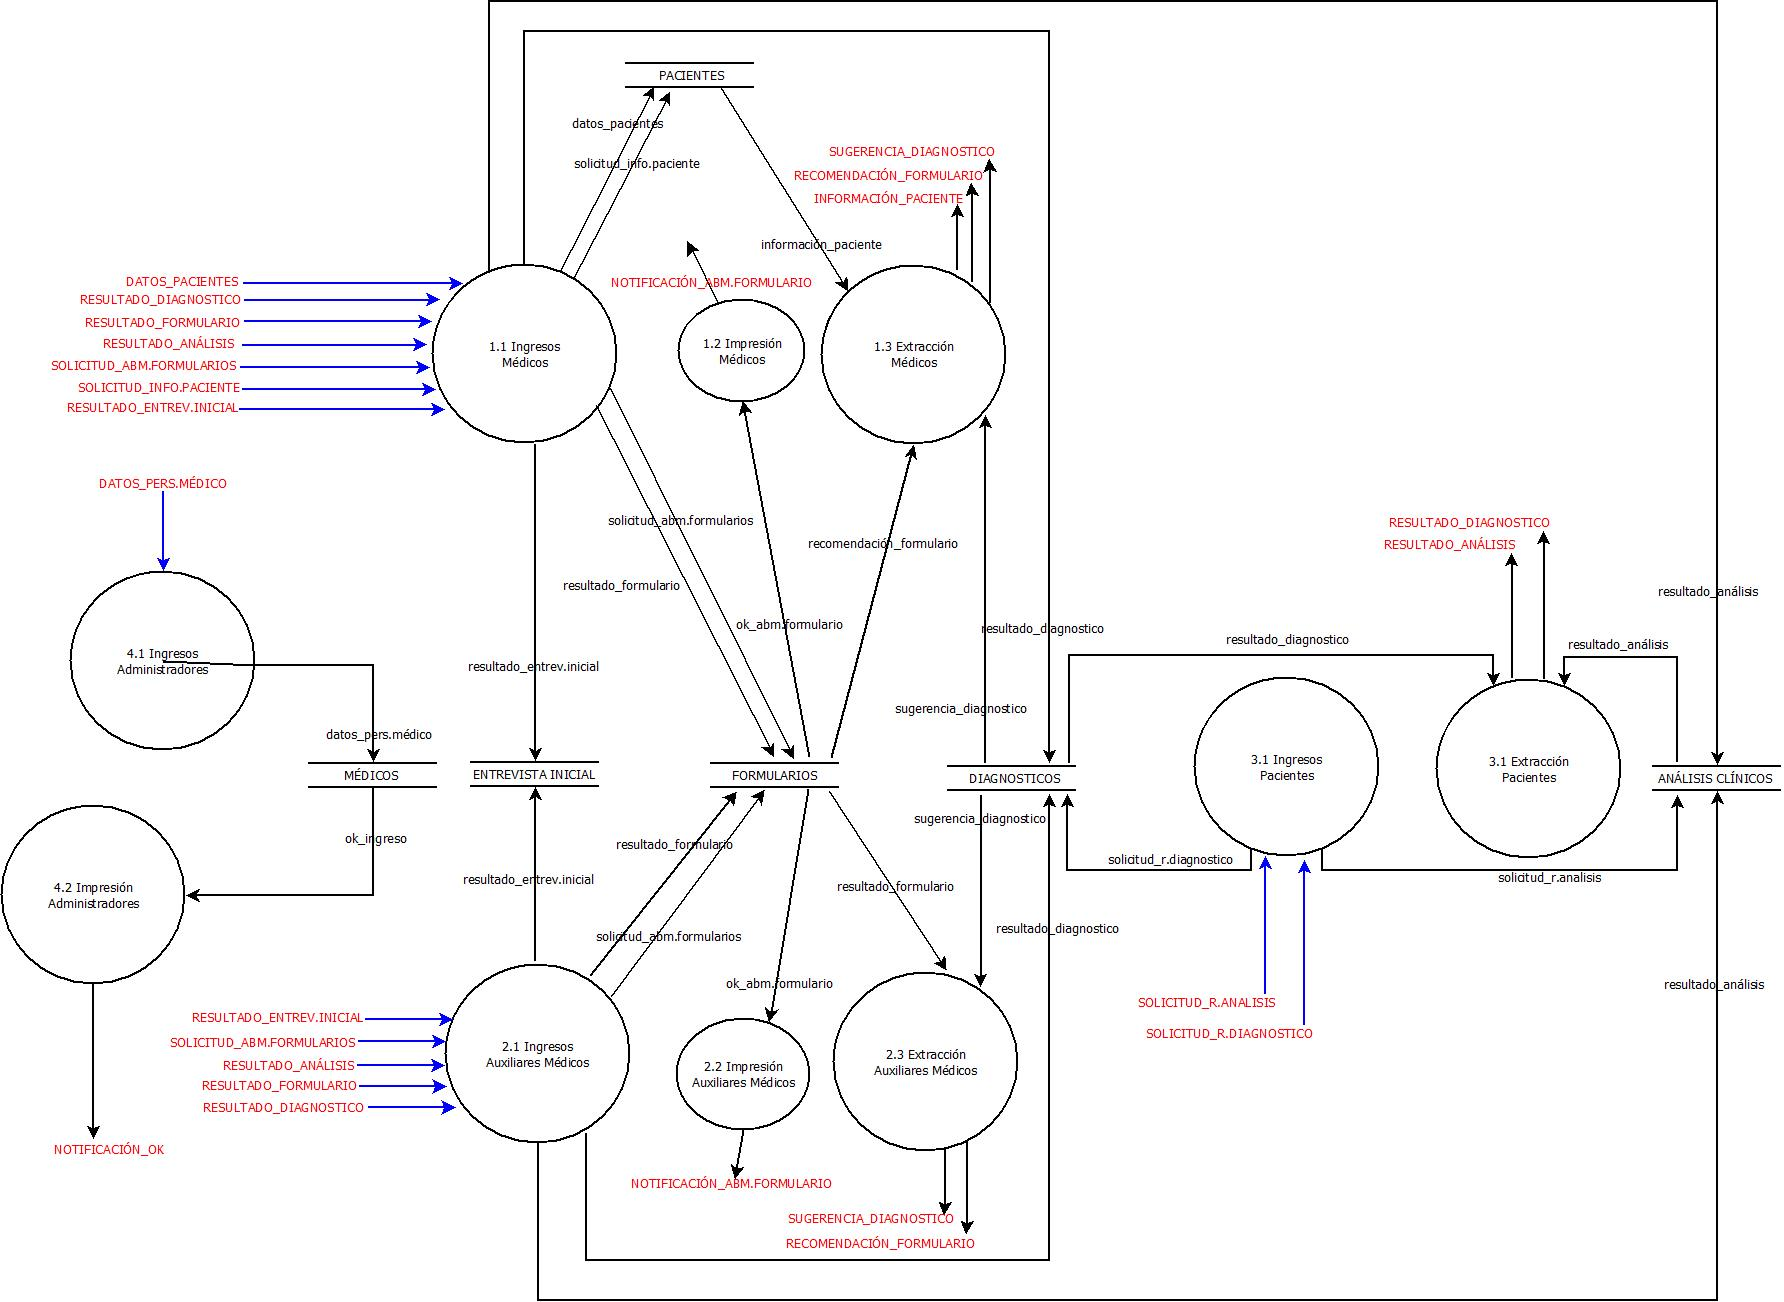 PACIENTES
datos_pacientes
solicitud_info.paciente
SUGERENCIA_DIAGNOSTICO
RECOMENDACIÓN_FORMULARIO
INFORMACIÓN_PACIENTE
información_paciente
NOTIFICACIÓN_ABM.FORMULARIO
DATOS_PACIENTES
RESULTADO_DIAGNOSTICO
RESULTADO_FORMULARIO
RESULTADO_ANÁLISIS
SOLICITUD_ABM.FORMULARIOS
SOLICITUD_INFO.PACIENTE
RESULTADO_ENTREV.INICIAL
1.1 Ingresos
Médicos
1.2 Impresión
Médicos
1.3 Extracción
Médicos
DATOS_PERS.MÉDICO
solicitud_abm.formularios
recomendación_formulario
resultado_formulario
RESULTADO_DIAGNOSTICO
RESULTADO_ANÁLISIS
resultado_análisis
ok_abm.formulario
resultado_diagnostico
resultado_diagnostico
resultado_análisis
4.1 Ingresos
Administradores
resultado_entrev.inicial
sugerencia_diagnostico
datos_pers.médico
MÉDICOS
ENTREVISTA INICIAL
FORMULARIOS
DIAGNOSTICOS
3.1 Ingresos
Pacientes
3.1 Extracción
Pacientes
ANÁLISIS CLÍNICOS
sugerencia_diagnostico
ok_ingreso
resultado_formulario
solicitud_r.diagnostico
solicitud_r.analisis
resultado_entrev.inicial
resultado_formulario
4.2 Impresión
Administradores
solicitud_abm.formularios
resultado_diagnostico
ok_abm.formulario
resultado_análisis
SOLICITUD_R.ANALISIS
SOLICITUD_R.DIAGNOSTICO
RESULTADO_ENTREV.INICIAL
SOLICITUD_ABM.FORMULARIOS
RESULTADO_ANÁLISIS
RESULTADO_FORMULARIO
RESULTADO_DIAGNOSTICO
2.1 Ingresos
Auxiliares Médicos
2.2 Impresión
Auxiliares Médicos
2.3 Extracción
Auxiliares Médicos
NOTIFICACIÓN_OK
NOTIFICACIÓN_ABM.FORMULARIO
SUGERENCIA_DIAGNOSTICO
RECOMENDACIÓN_FORMULARIO